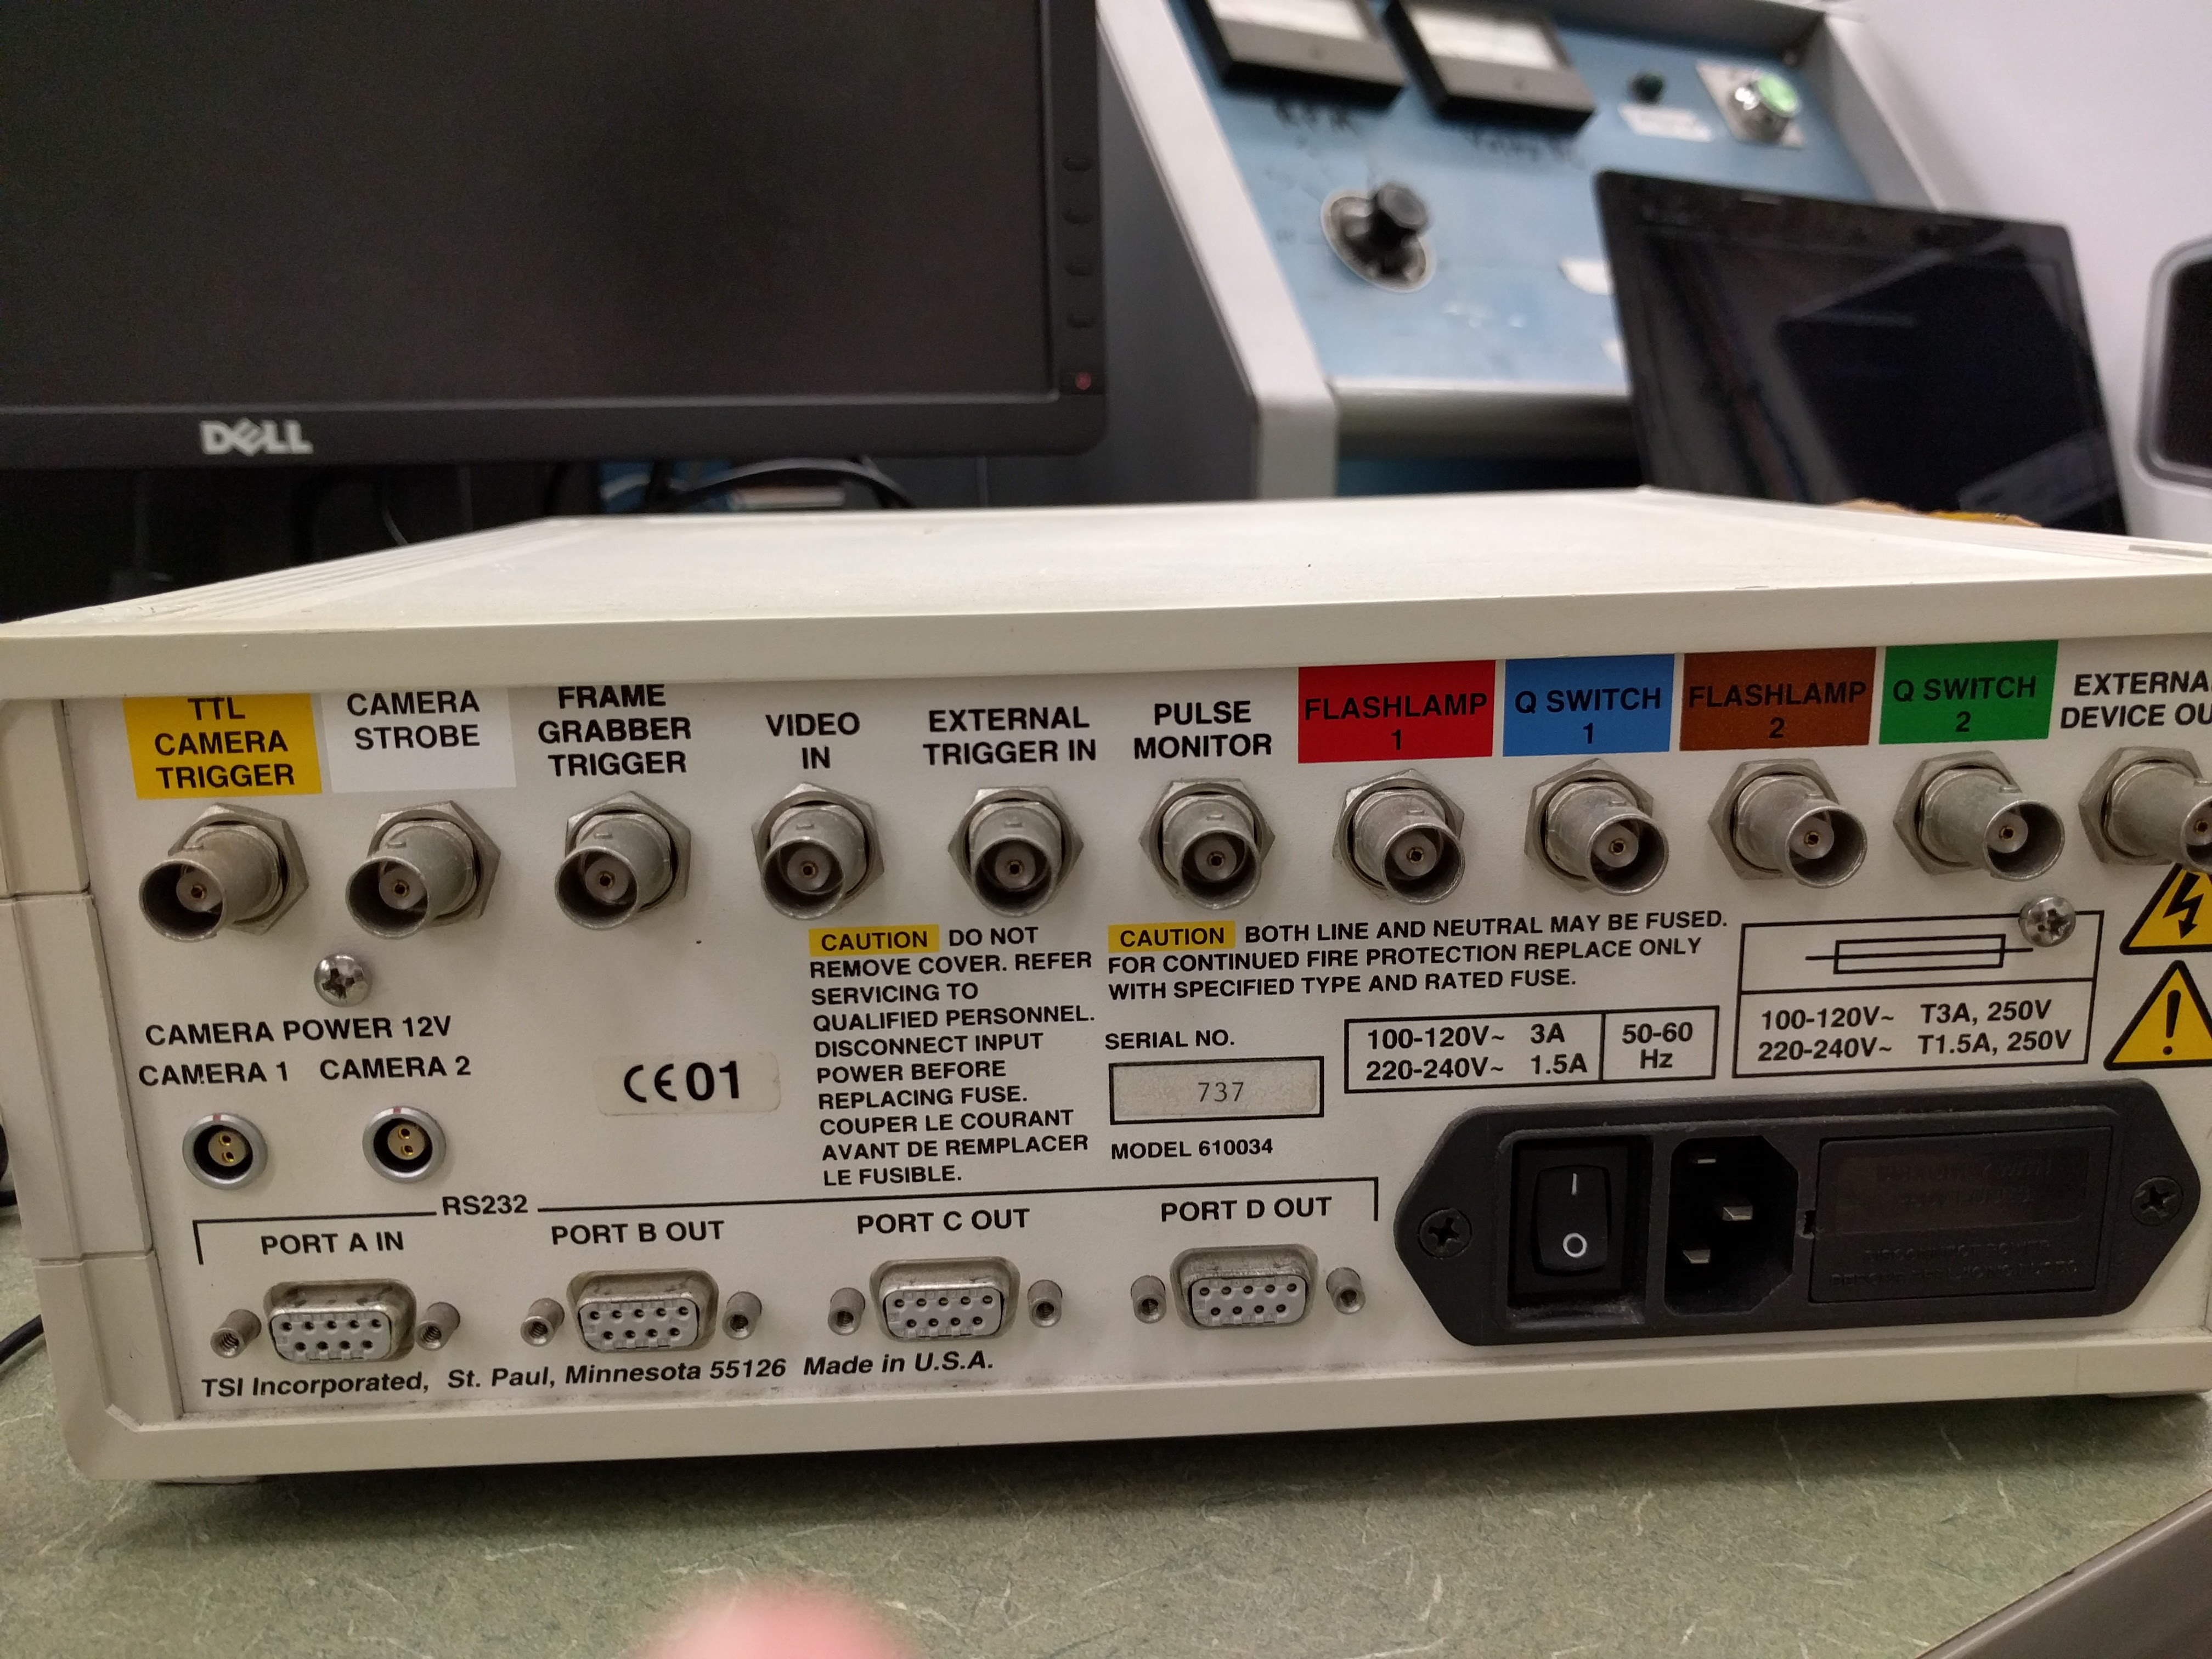 DELL
TTL
CAMERA
TRIGGER
CAMERA
STROBE
FRAME
GRABBER
TRIGGER
VIDEO
IN
EXTERNAL
TRIGGER IN
PULSE
MONITOR
FLASHLAMP
1
Q SWITCH
1
FLASHLAMP
2
Q SWITCH
2
EXTERNA
DEVICE OU
CAMERA POWER 12V
CAMERA 1 CAMERA 2
CE 01
CAUTION DO NOT
REMOVE COVER. REFER
SERVICING TO
QUALIFIED PERSONNEL.
DISCONNECT INPUT
POWER BEFORE
REPLACING FUSE.
COUPER LE COURANT
AVANT DE REMPLACER
LE FUSIBLE.
CAUTION BOTH LINE AND NEUTRAL MAY BE FUSED.
FOR CONTINUED FIRE PROTECTION REPLACE ONLY
WITH SPECIFIED TYPE AND RATED FUSE.
SERIAL NO.
737
MODEL 610034
100-120V~ 3A
220-240V~ 1.5A
50-60
Hz
100-120V~ T3A, 250V
220-240V~ T1.5A, 250V
RS232
PORT A IN
PORT B OUT
PORT C OUT
PORT D OUT
TSI Incorporated, St. Paul, Minnesota 55126 Made in U.S.A.